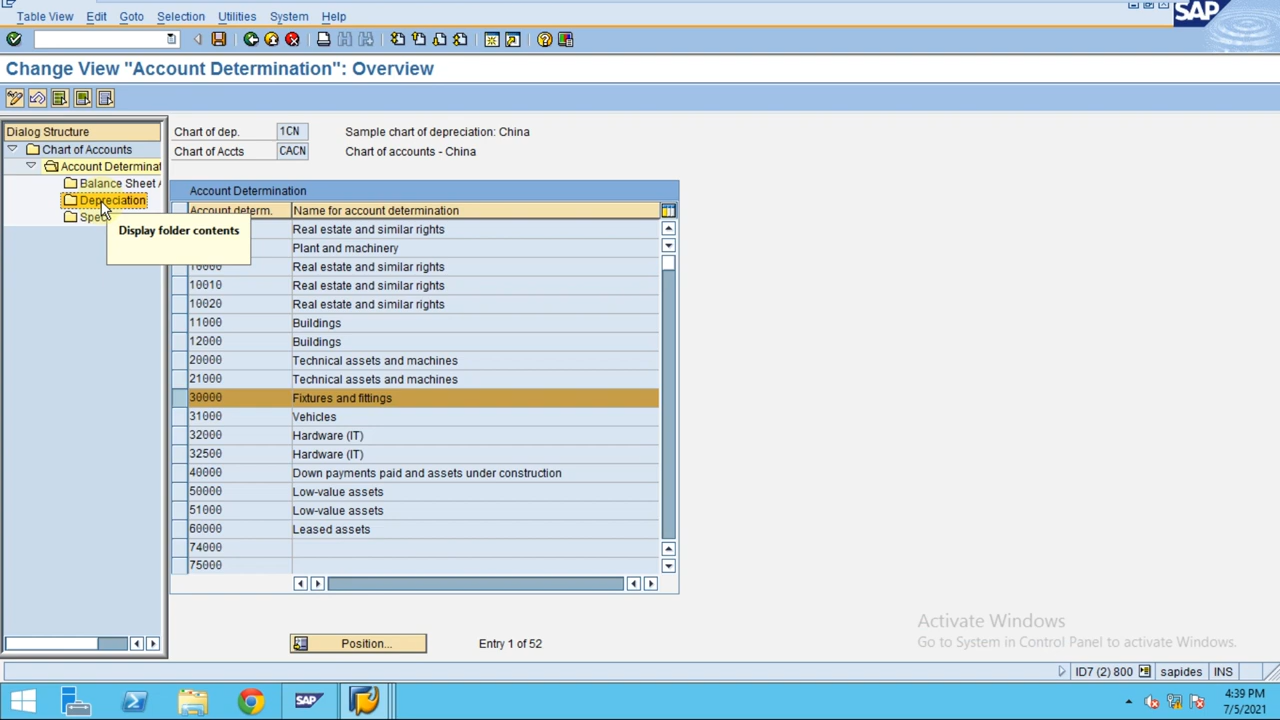 Table View Edit Goto Selection Utilities System Help
SAP
Change View "Account Determination": Overview
Dialog Structure
Chart of Accounts
Account Determinat
Balance Sheet A
Depreciation
Spec
Display folder contents
Chart of dep. 1CN Sample chart of depreciation: China
Chart of Accts CACN Chart of accounts - China
Account Determination
Account determ. Name for account determination
Real estate and similar rights
Plant and machinery
10000 Real estate and similar rights
10010 Real estate and similar rights
10020 Real estate and similar rights
11000 Buildings
12000 Buildings
20000 Technical assets and machines
21000 Technical assets and machines
30000 Fixtures and fittings
31000 Vehicles
32000 Hardware (IT)
32500 Hardware (IT)
40000 Down payments paid and assets under construction
50000 Low-value assets
51000 Low-value assets
60000 Leased assets
74000
75000
Position... Entry 1 of 52
Activate Windows
Go to System in Control Panel to activate Windows.
ID7 (2) 800 sapides INS
SAP
4:39 PM
7/5/2021